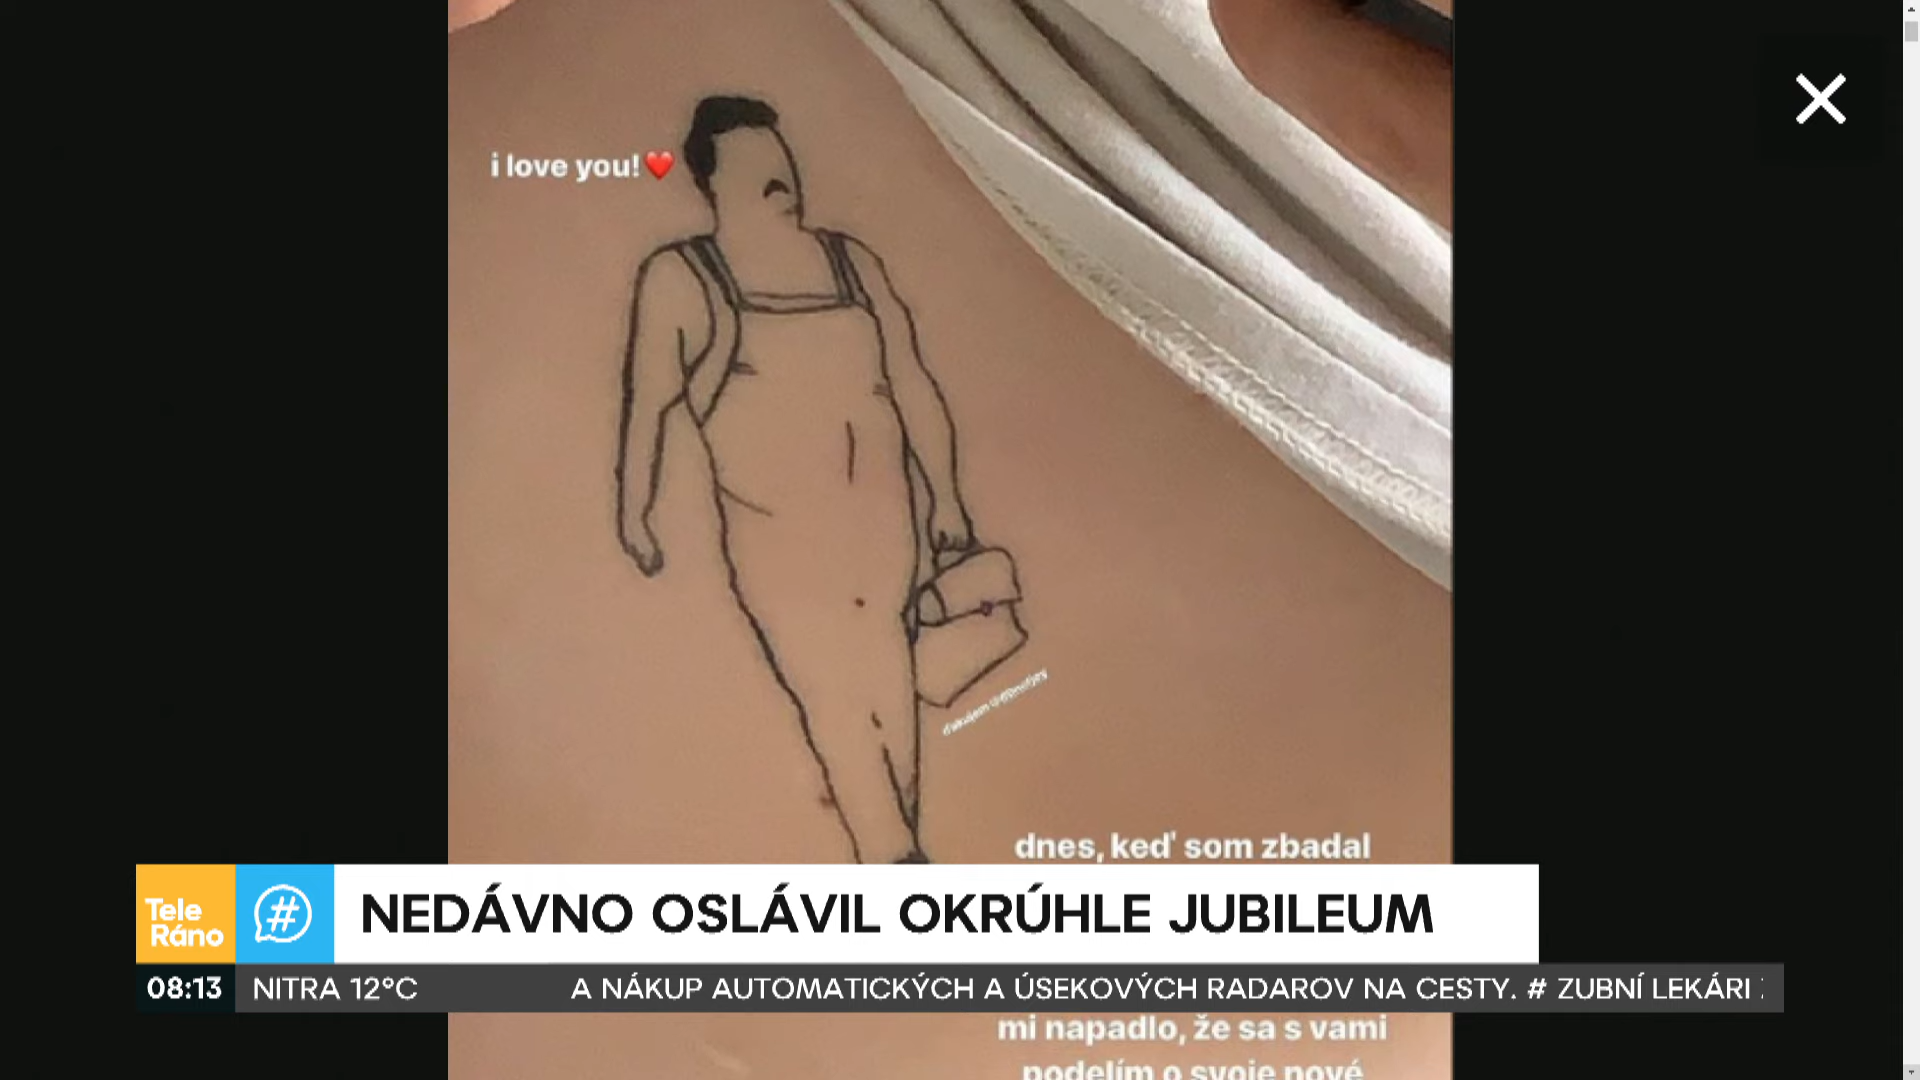 i love you!❤️
ďakujem
dnes, keď som zbadal
Tele
Ráno
#
NEDÁVNO OSLÁVIL OKRÚHLE JUBILEUM
08:13 NITRA 12°C A NÁKUP AUTOMATICKÝCH A ÚSEKOVÝCH RADAROV NA CESTY. # ZUBNÍ LEKÁRI
mi napadlo, že sa s vami
podelím o svoje nové